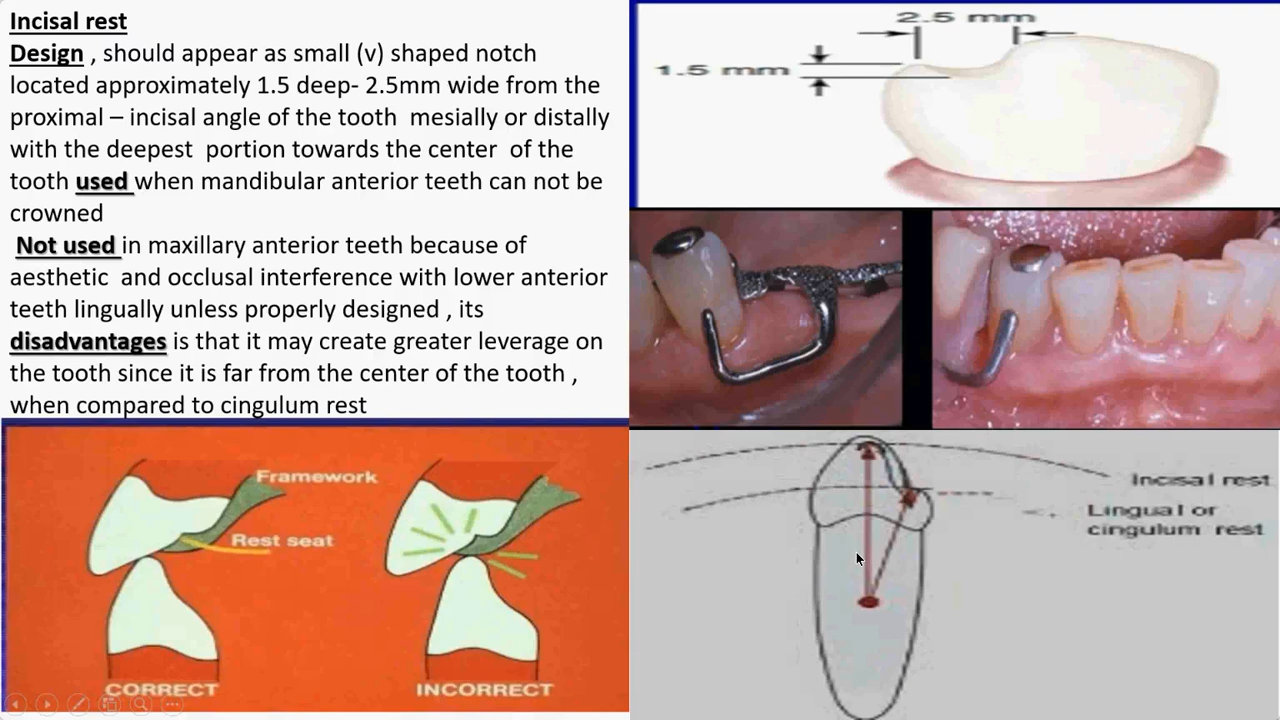 Incisal rest
Design , should appear as small (v) shaped notch
located approximately 1.5 deep- 2.5mm wide from the
proximal – incisal angle of the tooth  mesially or distally
with the deepest  portion towards the center  of the
tooth used when mandibular anterior teeth can not be
crowned
Not used in maxillary anterior teeth because of
aesthetic  and occlusal interference with lower anterior
teeth lingually unless properly designed , its
disadvantages is that it may create greater leverage on
the tooth since it is far from the center of the tooth ,
when compared to cingulum rest
2.5 mm
1.5 mm
Framework
Rest seat
CORRECT
INCORRECT
Incisal rest
Lingual or
cingulum rest